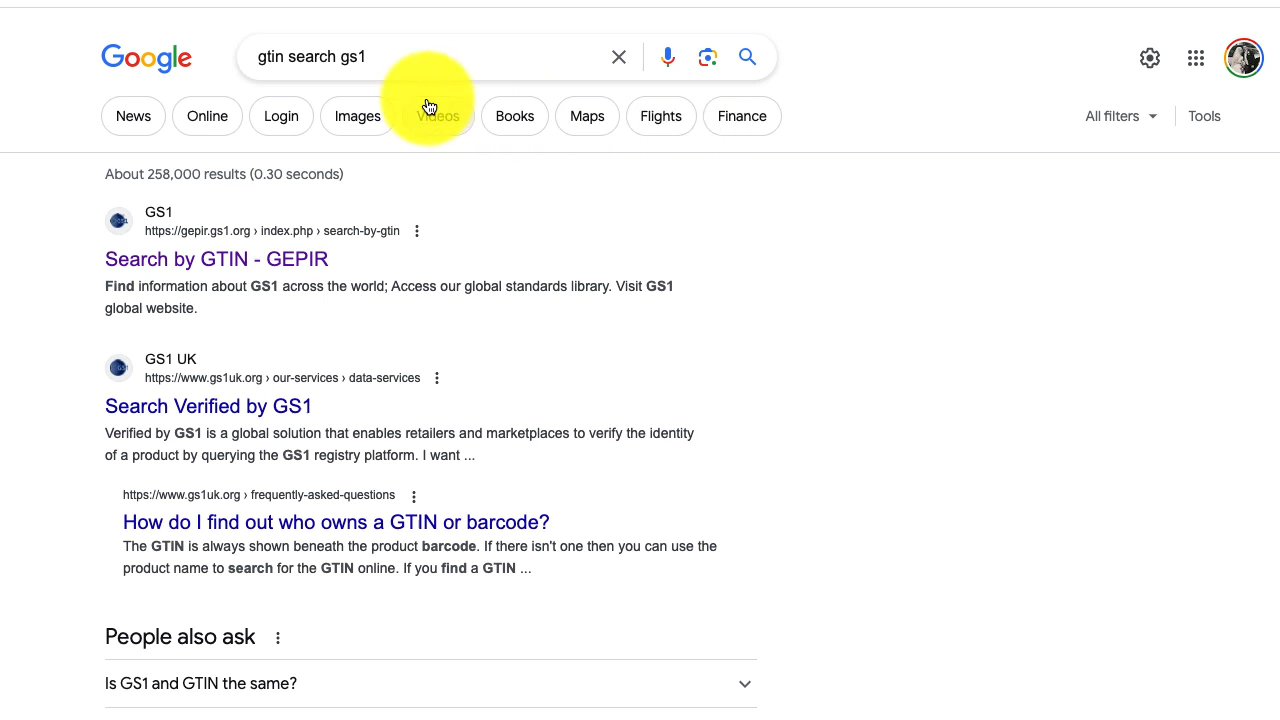 Google
gtin search gs1
News Online Login Images Videos Books Maps Flights Finance All filters Tools
About 258,000 results (0.30 seconds)
GS1
https://gepir.gs1.org › index.php › search-by-gtin
Search by GTIN - GEPIR
Find information about GS1 across the world; Access our global standards library. Visit GS1
global website.
GS1 UK
https://www.gs1uk.org › our-services › data-services
Search Verified by GS1
Verified by GS1 is a global solution that enables retailers and marketplaces to verify the identity
of a product by querying the GS1 registry platform. I want ...
https://www.gs1uk.org › frequently-asked-questions
How do I find out who owns a GTIN or barcode?
The GTIN is always shown beneath the product barcode. If there isn't one then you can use the
product name to search for the GTIN online. If you find a GTIN ...
People also ask
Is GS1 and GTIN the same?